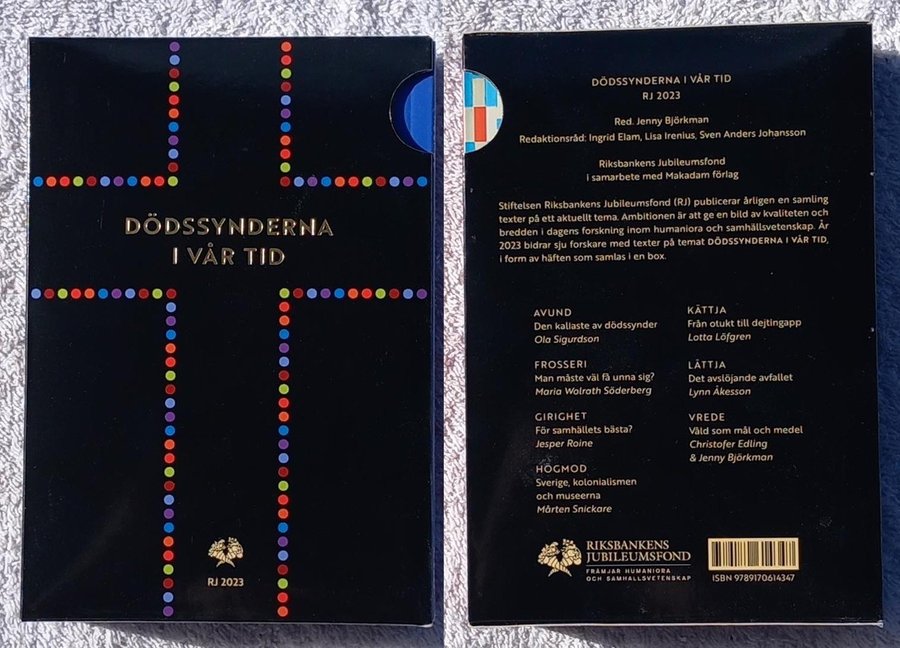 DÖDSSYNDERNA
I VÅR TID
RJ 2023
DÖDSSYNDERNA I VÅR TID
RJ 2023
Red. Jenny Björkman
Redaktionsråd: Ingrid Elam, Lisa Irenius, Sven Anders Johansson
Riksbankens Jubileumsfond
i samarbete med Makadam förlag
Stiftelsen Riksbankens Jubileumsfond (RJ) publicerar årligen en samling
texter på ett aktuellt tema. Ambitionen är att ge en bild av kvaliteten och
bredden i dagens forskning inom humaniora och samhällsvetenskap. År
2023 bidrar sju forskare med texter på temat DÖDSSYNDERNA I VÅR TID,
i form av häften som samlas i en box.
AVUND
Den kallaste av dödssynder
Ola Sigurdson
FROSSERI
Man måste väl få unna sig?
Maria Wolrath Söderberg
GIRIGHET
För samhällets bästa?
Jesper Roine
HÖGMOD
Sverige, kolonialismen
och museerna
Mårten Snickare
KÄTTJA
Från otukt till dejtingapp
Lotta Löfgren
LÄTTJA
Det avslöjande avfallet
Lynn Åkesson
VREDE
Våld som mål och medel
Christofer Edling
& Jenny Björkman
RIKSBANKENS
JUBILEUMSFOND
FRÄMJAR HUMANIORA
OCH SAMHÄLLSVETENSKAP
ISBN 9789170614347